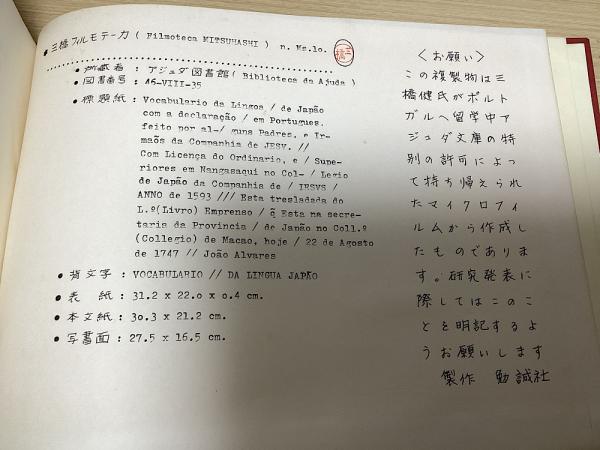 *三橋フィルモテーカ ( Filmoteca MITSUHASHI ) n. Ms.lo.
三橋
• 所蔵者 : アジュダ図書館 ( Biblioteca da Ajuda )
• 図書番号 : 46-VIII-35
• 標題紙 : Vocabulario da Lingoa / de Japão
com a declaração / em Portugues.
feito por al-/ guns Padres, e Ir-
mãos da Companhia de JESV. //
Com Licença do Ordinario, e / Supe-
riores em Nangasaqui no Col- / Legio
de Japão da Companhia de / IESVS /
ANNO de 1593 /// Esta tresladada do
L.º(Livro) Emprenso / q̃ Esta na secre-
taris da Provincia / de Japão no Coll.º
(Collegio) de Macao, hoje / 22 de Agosto
de 1747 // João Alvares
• 背文字 : VOCABULARIO // DA LINGUA JAPÃO
• 表 紙 : 31.2 x 22.0 x 0.4 cm.
• 本文紙 : 30.3 x 21.2 cm.
• 写書面 : 27.5 x 16.5 cm.
〈お願い〉
この複製物は三
橋健氏がポルト
ガルへ留学中ア
ジュダ文庫の特
別の許可によっ
て持ち帰えられ
たマイクロフィ
ルムから作成し
たものでありま
す。研究発表に
際してはこのこ
とを明記するよ
うお願いします
製作 勉誠社